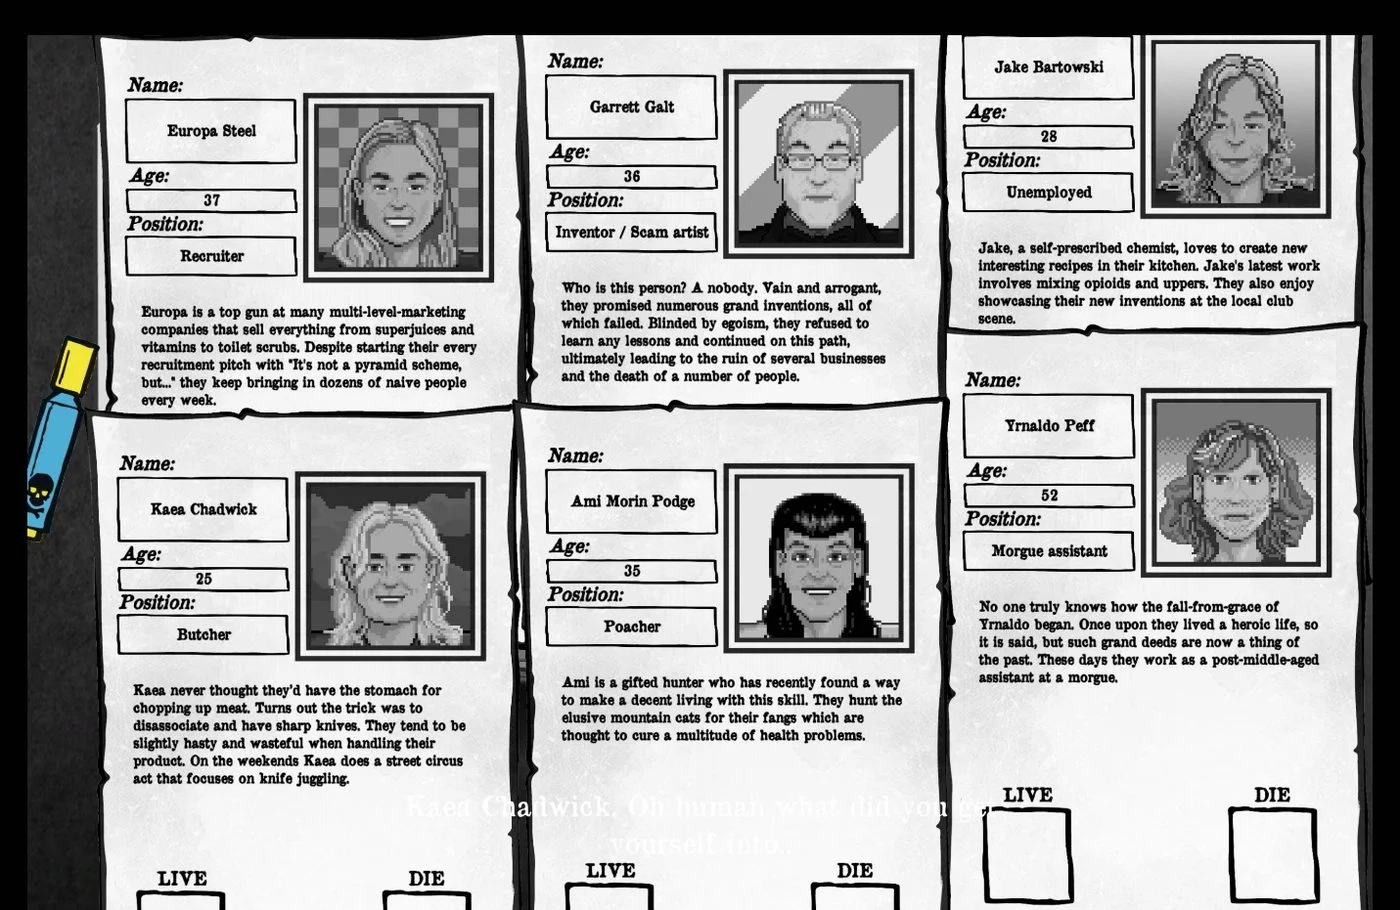 Name:
Europa Steel
Age:
37
Position:
Recruiter
Europa is a top gun at many multi-level-marketing
companies that sell everything from superjuices and
vitamins to toilet scrubs. Despite starting their every
recruitment pitch with "It's not a pyramid scheme,
but..." they keep bringing in dozens of naive people
every week.
Name:
Garrett Galt
Age:
36
Position:
Inventor / Scam artist
Who is this person? A nobody. Vain and arrogant,
they promised numerous grand inventions, all of
which failed. Blinded by egoism, they refused to
learn any lessons and continued on this path,
ultimately leading to the ruin of several businesses
and the death of a number of people.
Jake Bartowski
Age:
28
Position:
Unemployed
Jake, a self-prescribed chemist, loves to create new
interesting recipes in their kitchen. Jake's latest work
involves mixing opioids and uppers. They also enjoy
showcasing their new inventions at the local club
scene.
Name:
Kaea Chadwick
Age:
25
Position:
Butcher
Kaea never thought they'd have the stomach for
chopping up meat. Turns out the trick was to
disassociate and have sharp knives. They tend to be
slightly hasty and wasteful when handling their
product. On the weekends Kaea does a street circus
act that focuses on knife juggling.
LIVE
DIE
Name:
Ami Morin Podge
Age:
35
Position:
Poacher
Ami is a gifted hunter who has recently found a way
to make a decent living with this skill. They hunt the
elusive mountain cats for their fangs which are
thought to cure a multitude of health problems.
LIVE
DIE
Name:
Yrnaldo Peff
Age:
52
Position:
Morgue assistant
No one truly knows how the fall-from-grace of
Yrnaldo began. Once upon they lived a heroic life, so
it is said, but such grand deeds are now a thing of
the past. These days they work as a post-middle-aged
assistant at a morgue.
LIVE
DIE
Kaea Chadwick. Oh human what did you get
yourself into..